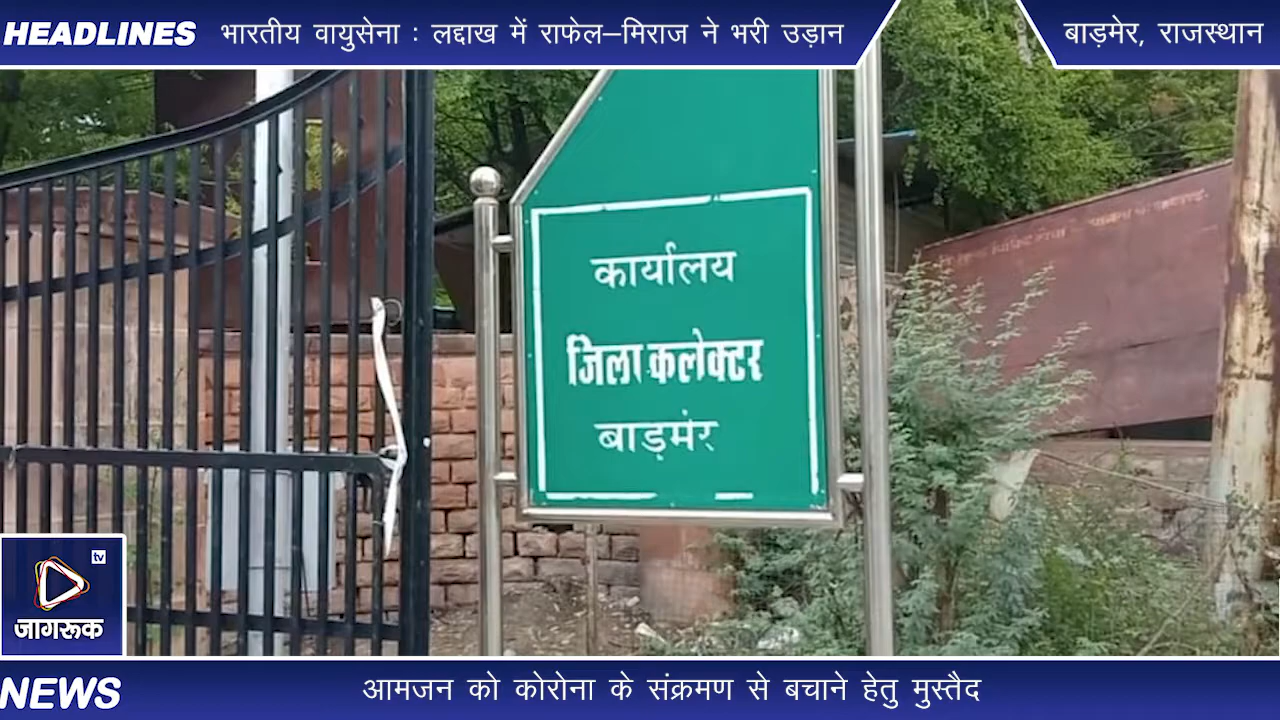 HEADLINES भारतीय वायुसेना : लद्दाख में राफेल–मिराज ने भरी उड़ान
बाड़मेर, राजस्थान
कार्यालय
जिला कलेक्टर
बाड़मेर
tv
जागरूक
NEWS आमजन को कोरोना के संक्रमण से बचाने हेतु मुस्तैद